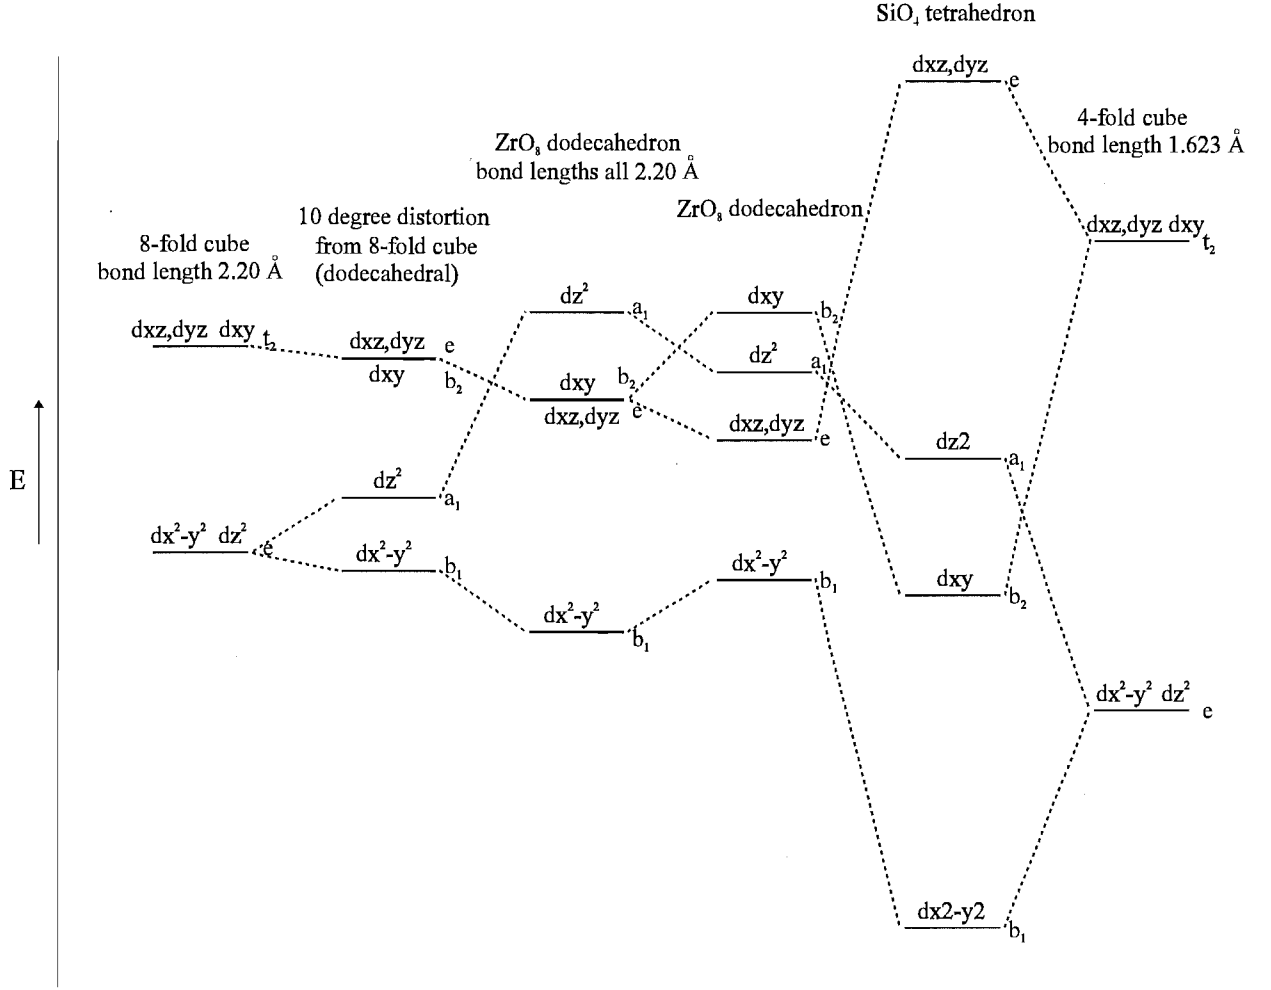 SiO₄ tetrahedron
dxz,dyz
e
4-fold cube
bond length 1.623 Å
ZrO₈ dodecahedron
bond lengths all 2.20 Å
ZrO₈ dodecahedron
10 degree distortion
from 8-fold cube
(dodecahedral)
8-fold cube
bond length 2.20 Å
dxz,dyz dxy
t₂
dxz,dyz dxy t₂
dxz,dyz e
dxy b₂
dz² a₁
dxy b₂
dxy b₂
dxz,dyz e
dz² a₁
dxz,dyz e
dz2 a₁
E
dz² a₁
dx²-y² dz² e
dx²-y² b₁
dx²-y² b₁
dx²-y² b₁
dxy b₂
dx²-y² dz² e
dx2-y2 b₁